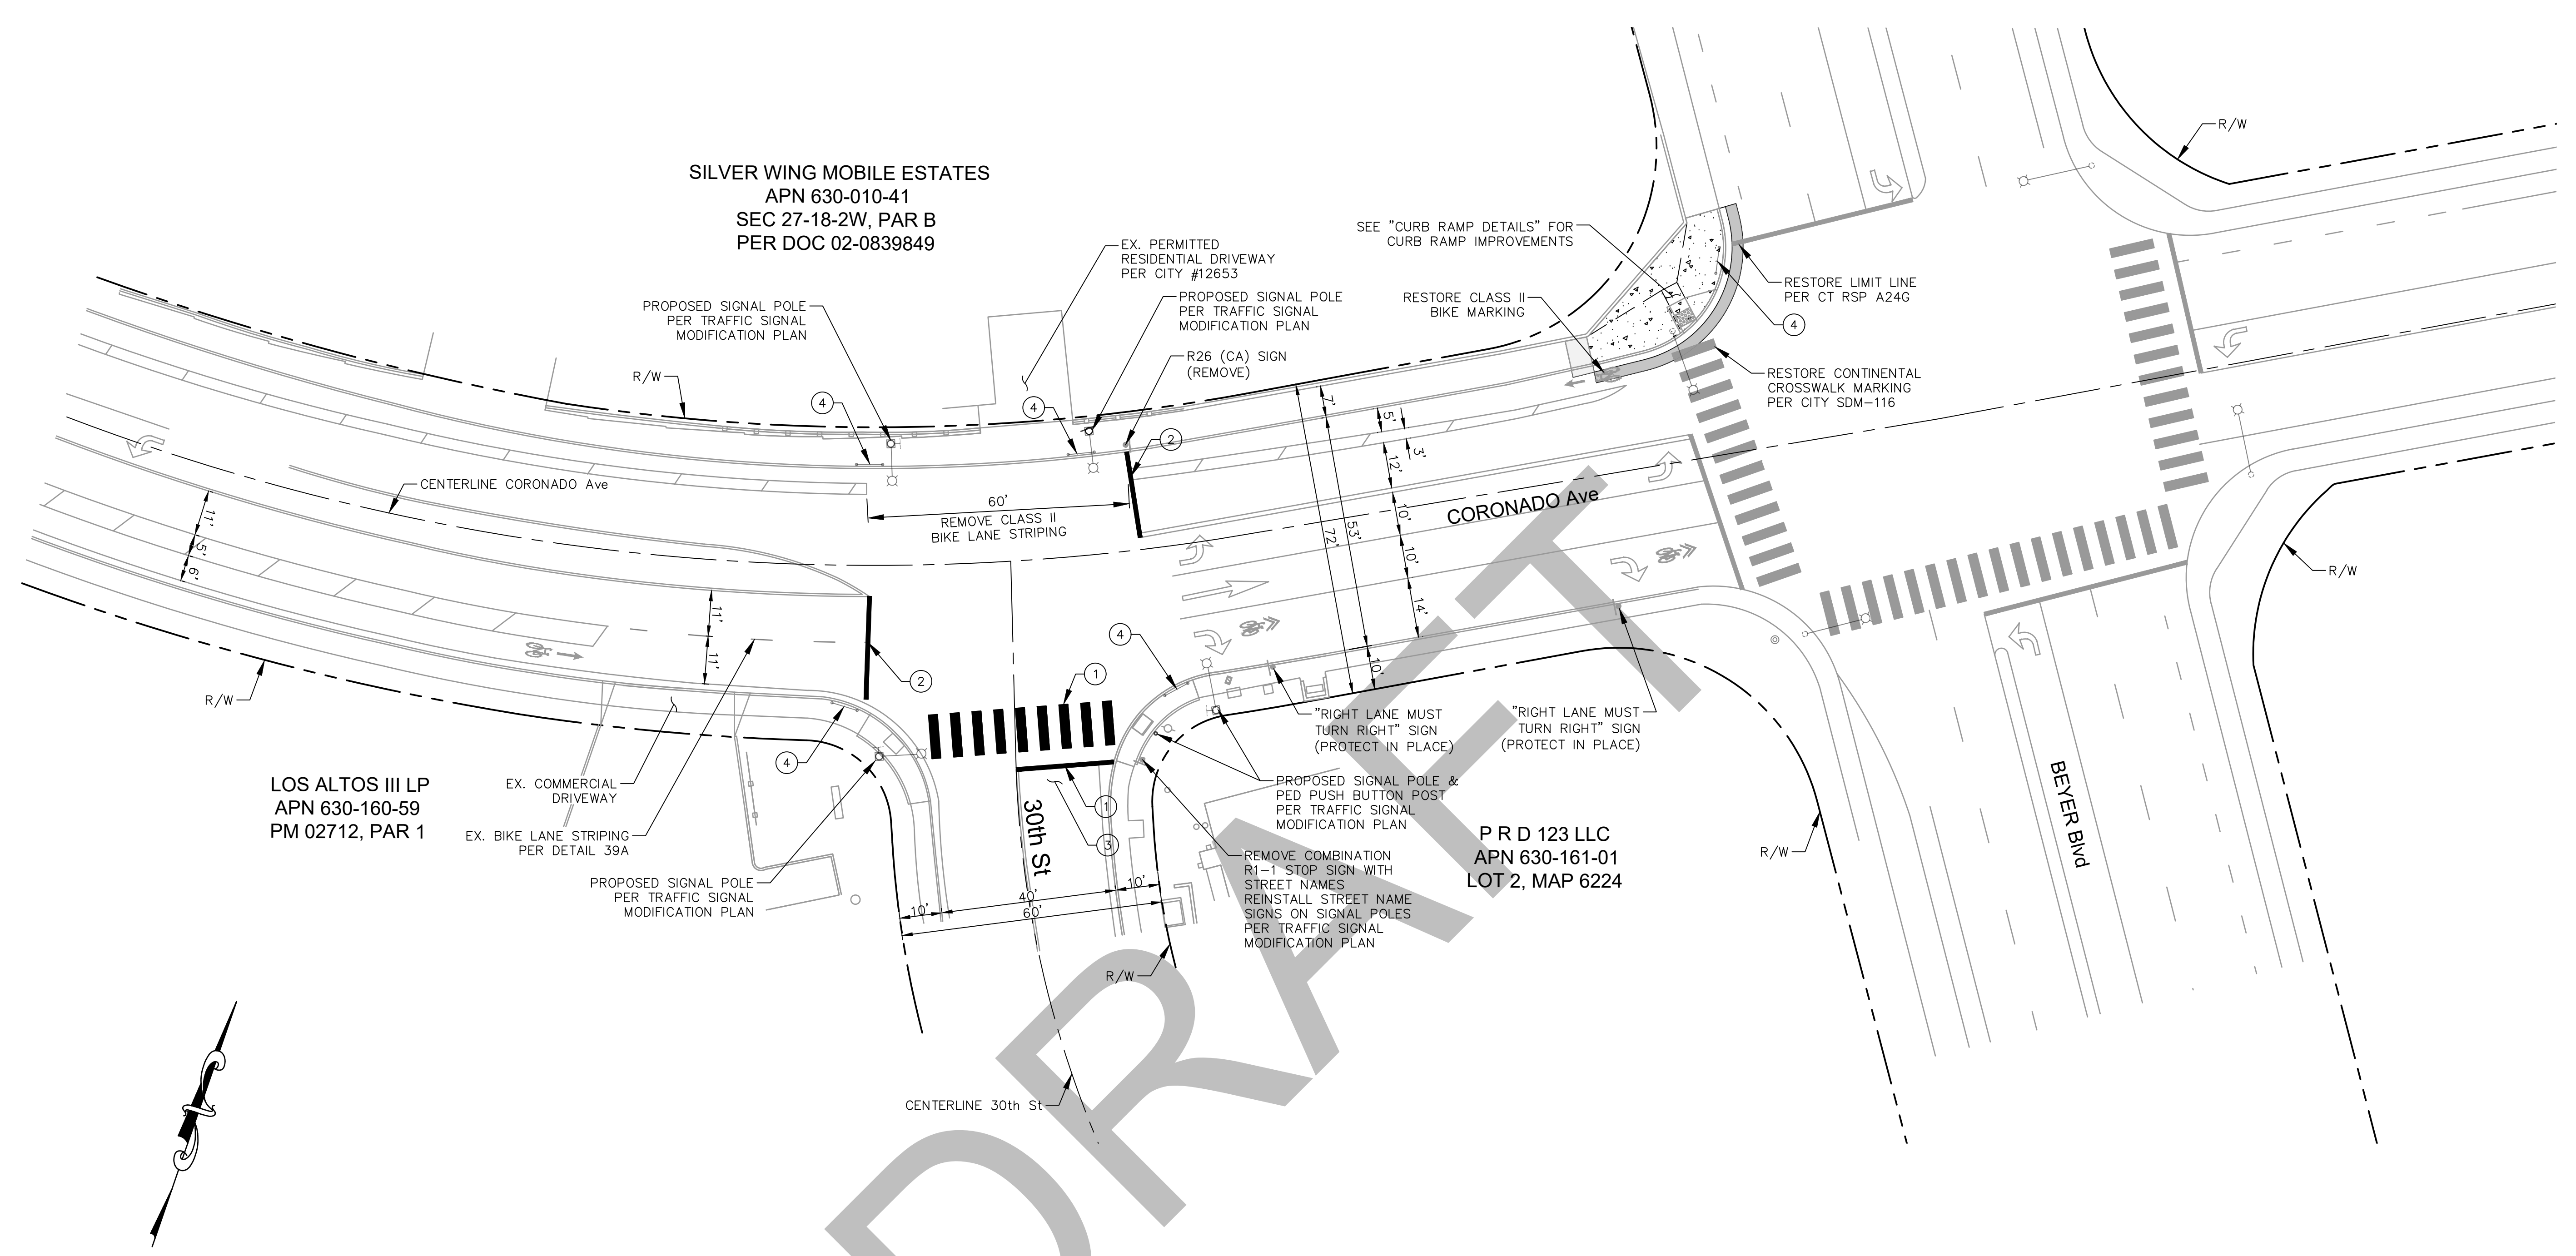 SILVER WING MOBILE ESTATES
APN 630-010-41
SEC 27-18-2W, PAR B
PER DOC 02-0839849
R/W
SEE "CURB RAMP DETAILS" FOR
CURB RAMP IMPROVEMENTS
EX. PERMITTED
RESIDENTIAL DRIVEWAY
PER CITY #12653
PROPOSED SIGNAL POLE
PER TRAFFIC SIGNAL
MODIFICATION PLAN
PROPOSED SIGNAL POLE
PER TRAFFIC SIGNAL
MODIFICATION PLAN
RESTORE CLASS II
BIKE MARKING
RESTORE LIMIT LINE
PER CT RSP A24G
4
R26 (CA) SIGN
(REMOVE)
R/W
RESTORE CONTINENTAL
CROSSWALK MARKING
PER CITY SDM-116
4
4
2
7'
5'
3'
12'
10'
10'
14'
53'
72'
10'
CENTERLINE CORONADO Ave
60'
REMOVE CLASS II
BIKE LANE STRIPING
CORONADO Ave
11'
5'
6'
11'
11'
R/W
4
1
2
R/W
"RIGHT LANE MUST
TURN RIGHT" SIGN
(PROTECT IN PLACE)
"RIGHT LANE MUST
TURN RIGHT" SIGN
(PROTECT IN PLACE)
4
LOS ALTOS III LP
APN 630-160-59
PM 02712, PAR 1
EX. COMMERCIAL
DRIVEWAY
EX. BIKE LANE STRIPING
PER DETAIL 39A
PROPOSED SIGNAL POLE
PER TRAFFIC SIGNAL
MODIFICATION PLAN
1
3
30th St
PROPOSED SIGNAL POLE &
PED PUSH BUTTON POST
PER TRAFFIC SIGNAL
MODIFICATION PLAN
REMOVE COMBINATION
R1-1 STOP SIGN WITH
STREET NAMES
REINSTALL STREET NAME
SIGNS ON SIGNAL POLES
PER TRAFFIC SIGNAL
MODIFICATION PLAN
P R D 123 LLC
APN 630-161-01
LOT 2, MAP 6224
R/W
BEYER Blvd
10'
40'
10'
60'
R/W
CENTERLINE 30th St
DRAFT